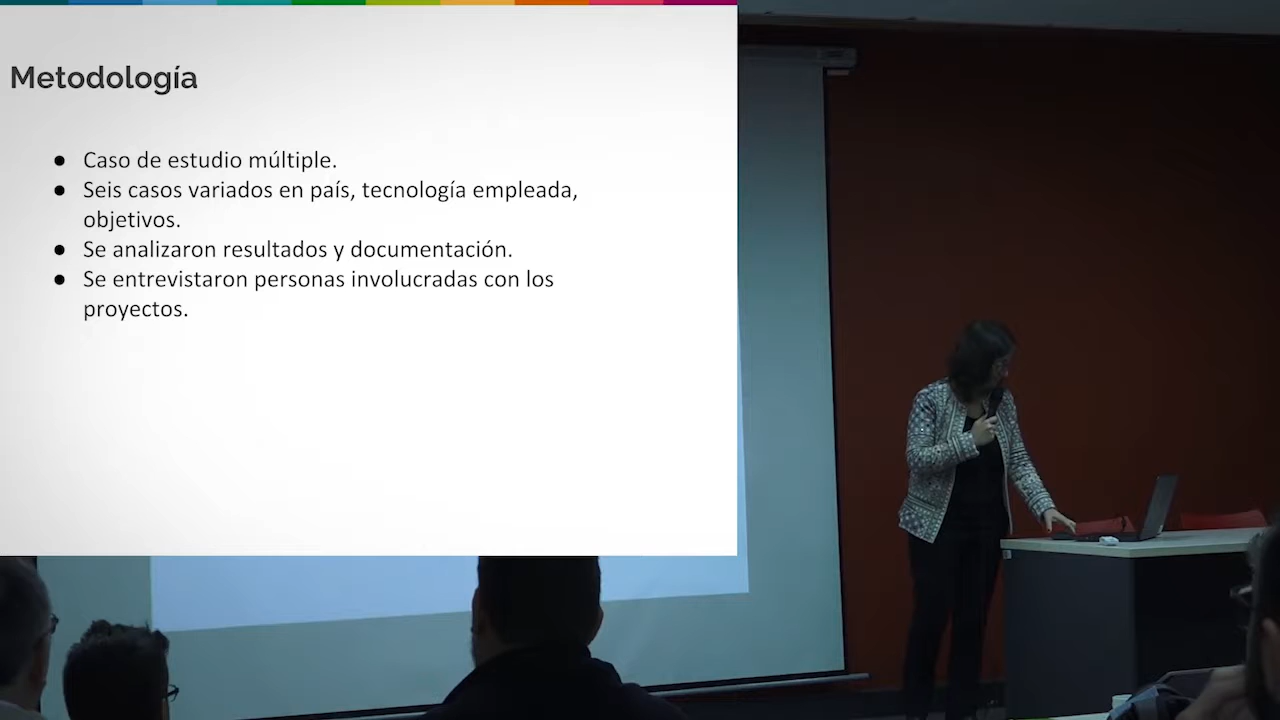 Metodología
● Caso de estudio múltiple.
● Seis casos variados en país, tecnología empleada,
objetivos.
● Se analizaron resultados y documentación.
● Se entrevistaron personas involucradas con los
proyectos.